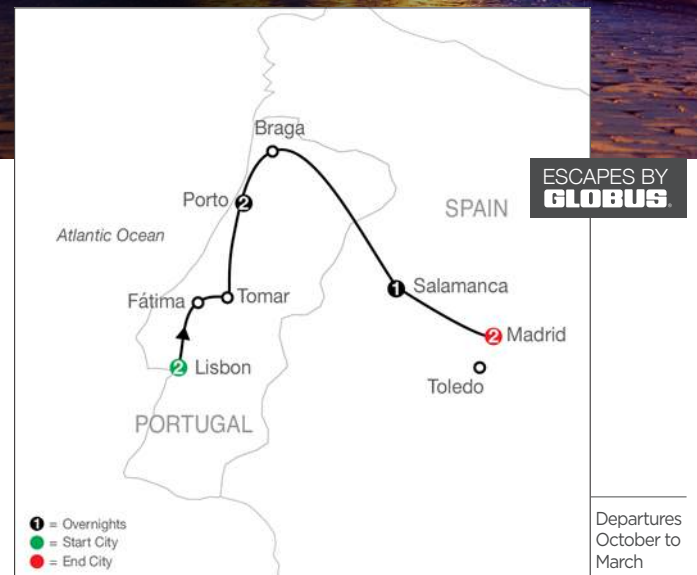 Braga
ESCAPES BY
GLOBUS.
Porto 2
SPAIN
Atlantic Ocean
1 Salamanca
Fátima
Tomar
2 Madrid
2 Lisbon
Toledo
PORTUGAL
1 = Overnights
= Start City
= End City
Departures
October to
March